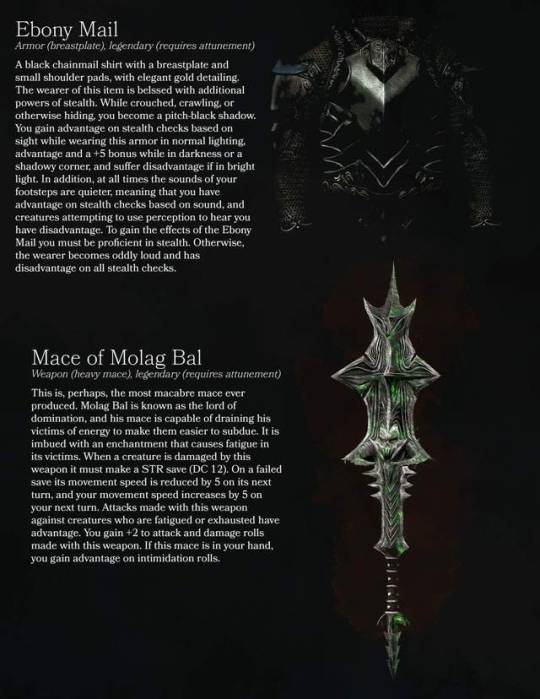 Ebony Mail
Armor (breastplate), legendary (requires attunement)
A black chainmail shirt with a breastplate and
small shoulder pads, with elegant gold detailing.
The wearer of this item is belssed with additional
powers of stealth. While crouched, crawling, or
otherwise hiding, you become a pitch-black shadow.
You gain advantage on stealth checks based on
sight while wearing this armor in normal lighting,
advantage and a +5 bonus while in darkness or a
shadowy corner, and suffer disadvantage if in bright
light. In addition, at all times the sounds of your
footsteps are quieter, meaning that you have
advantage on stealth checks based on sound, and
creatures attempting to use perception to hear you
have disadvantage. To gain the effects of the Ebony
Mail you must be proficient in stealth. Otherwise,
the wearer becomes oddly loud and has
disadvantage on all stealth checks.
Mace of Molag Bal
Weapon (heavy mace), legendary (requires attunement)
This is, perhaps, the most macabre mace ever
produced. Molag Bal is known as the lord of
domination, and his mace is capable of draining his
victims of energy to make them easier to subdue. It is
imbued with an enchantment that causes fatigue in
its victims. When a creature is damaged by this
weapon it must make a STR save (DC 12). On a failed
save its movement speed is reduced by 5 on its next
turn, and your movement speed increases by 5 on
your next turn. Attacks made with this weapon
against creatures who are fatigued or exhausted have
advantage. You gain +2 to attack and damage rolls
made with this weapon. If this mace is in your hand,
you gain advantage on intimidation rolls.